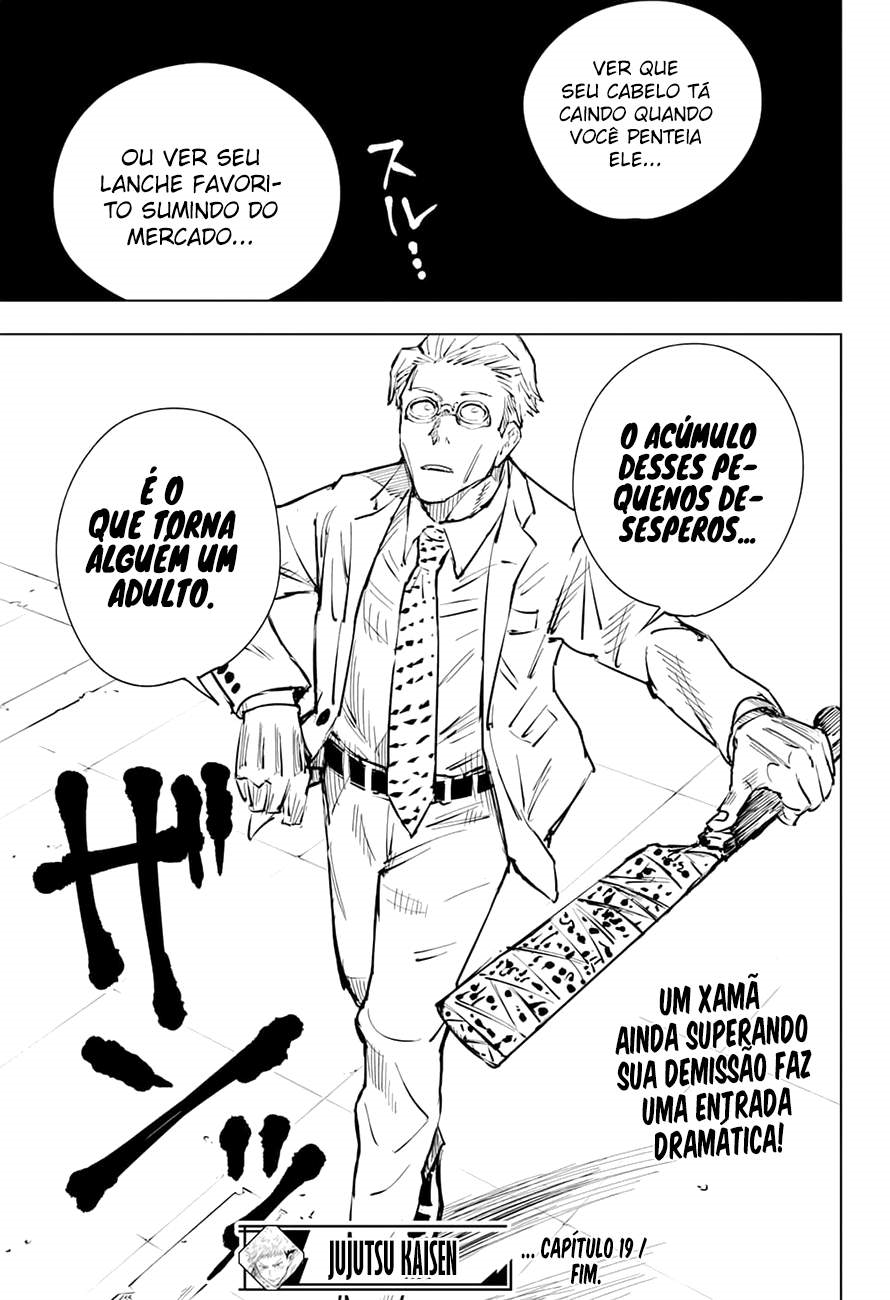 VER QUE
SEU CABELO TÁ
CAINDO QUANDO
VOCÊ PENTEIA
ELE...
OU VER SEU
LANCHE FAVORI-
TO SUMINDO DO
MERCADO...
スルル...
O ACÚMULO
DESSES PE-
QUENOS DE-
SESPEROS...
É O
QUE TORNA
ALGUÉM UM
ADULTO.
ザンッ
UM XAMÃ
AINDA SUPERANDO
SUA DEMISSÃO FAZ
UMA ENTRADA
DRAMÁTICA!
JUJUTSU KAISEN
... CAPÍTULO 19 /
FIM.